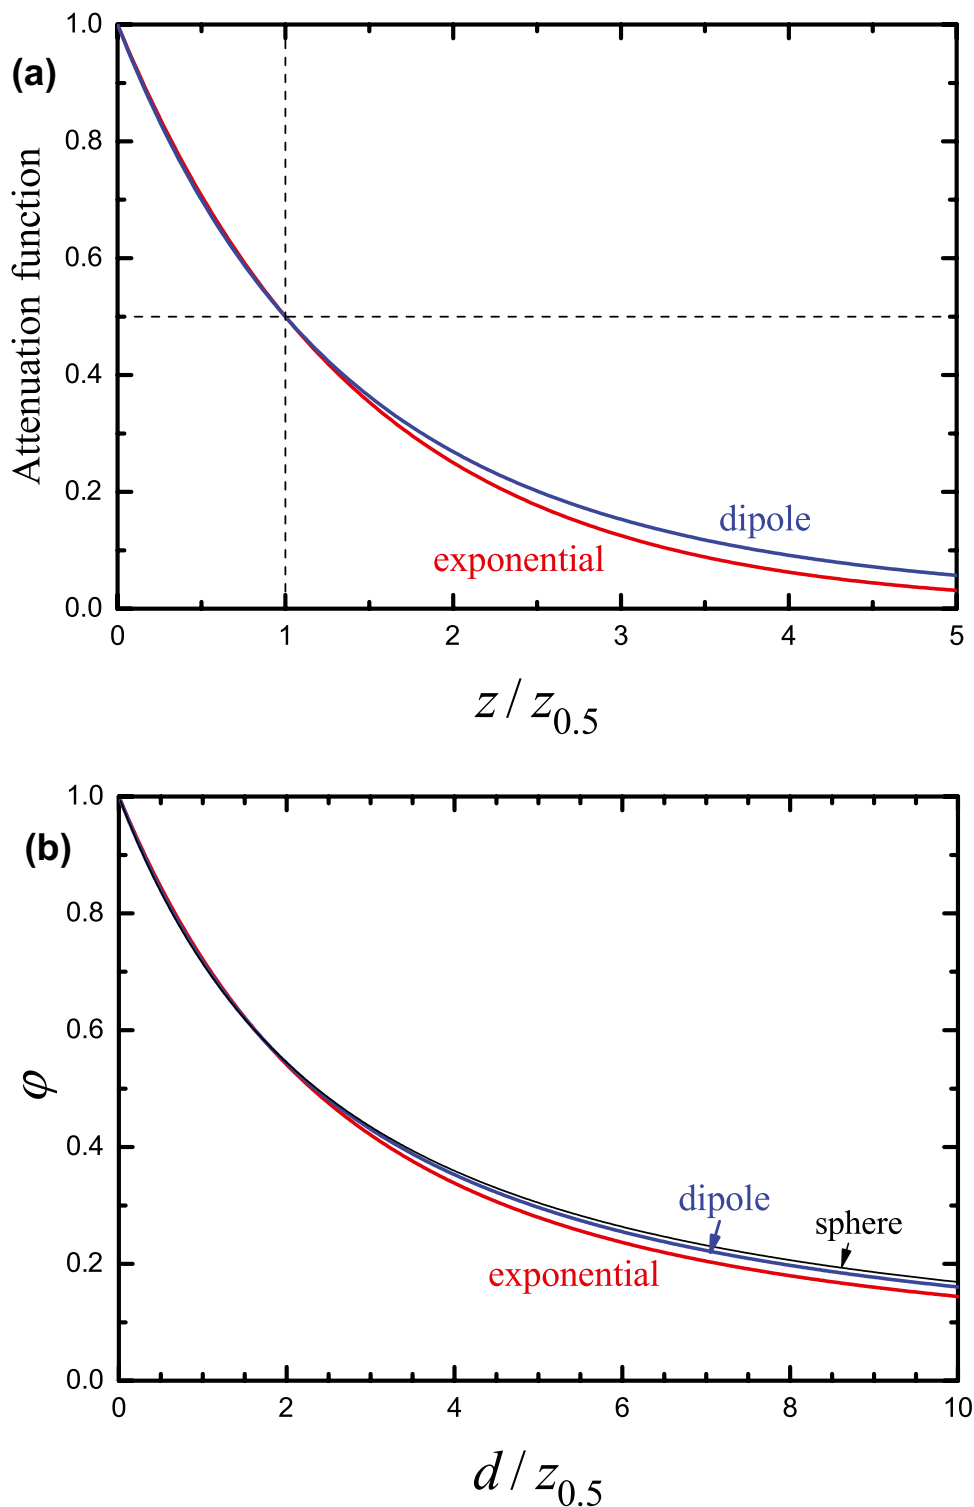 (a)
Attenuation function
1.0
0.8
0.6
0.4
0.2
0.0
dipole
exponential
0 1 2 3 4 5
z / z0.5
(b)
φ
1.0
0.8
0.6
0.4
0.2
0.0
dipole
sphere
exponential
0 2 4 6 8 10
d / z0.5